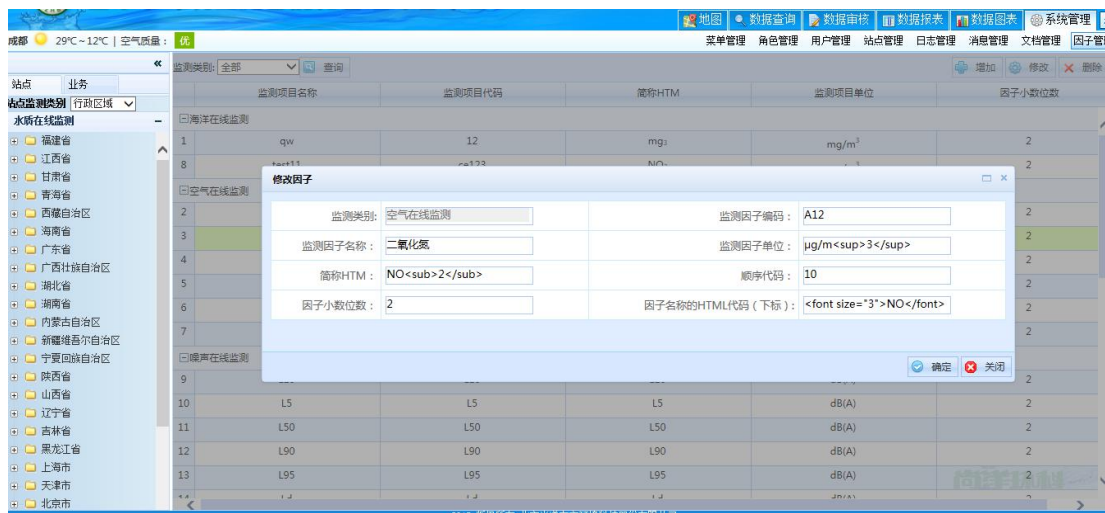 地图 数据查询 数据审核 数据报表 数据图表 系统管理
成都 29℃~12℃ | 空气质量： 优 菜单管理 角色管理 用户管理 站点管理 日志管理 消息管理 文档管理
« 监测类别: 全部 查询 增加 修改 删除
站点 业务
站点监测类别 行政区域
监测项目名称 监测项目代码 简称HTM 监测项目单位 因子小数位数
水质在线监测
海洋在线监测
福建省
江西省
甘肃省
青海省
西藏自治区
海南省
广东省
广西壮族自治区
湖北省
湖南省
内蒙古自治区
新疆维吾尔自治区
宁夏回族自治区
陕西省
山西省
辽宁省
吉林省
黑龙江省
上海市
天津市
北京市
1 qw 12 mg₃ mg/m³ 2
8 2
空气在线监测
2 2
3 2
4 2
5 2
6 2
7 2
修改因子
监测类别: 空气在线监测 监测因子编码： A12
监测因子名称： 二氧化氮 监测因子单位： μg/m<sup>3</sup>
简称HTM： NO<sub>2</sub> 顺序代码： 10
因子小数位数： 2 因子名称的HTML代码（下标）： <font size="3">NO</font>
确定 关闭
噪声在线监测
9 2
10 L5 L5 L5 dB(A) 2
11 L50 L50 L50 dB(A) 2
12 L90 L90 L90 dB(A) 2
13 L95 L95 L95 dB(A) 2